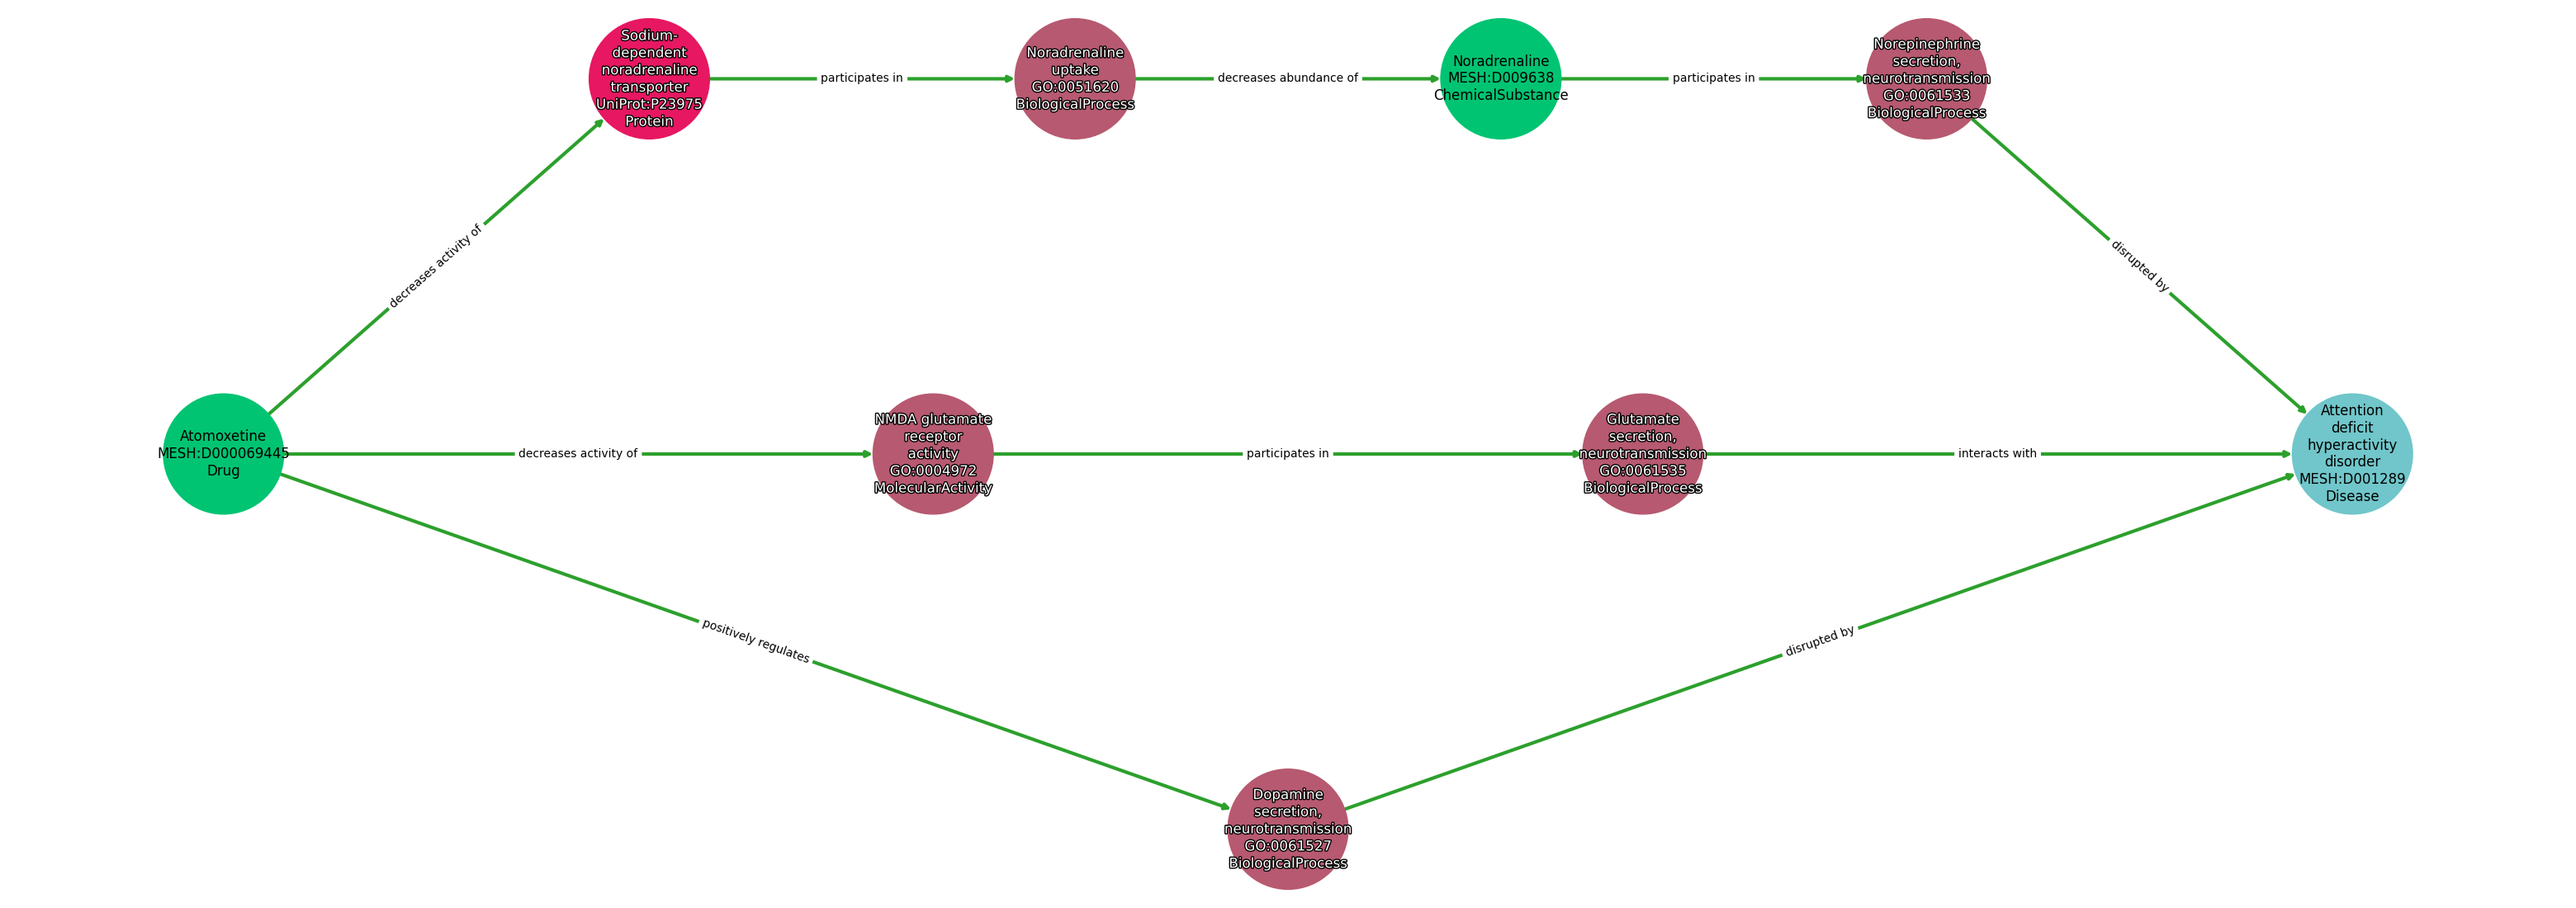 Sodium-
dependent
noradrenaline
transporter
UniProt:P23975
Protein
participates in
Noradrenaline
uptake
GO:0051620
BiologicalProcess
decreases abundance of
Noradrenaline
MESH:D009638
ChemicalSubstance
participates in
Norepinephrine
secretion,
neurotransmission
GO:0061533
BiologicalProcess
decreases activity of
disrupted by
Atomoxetine
MESH:D000069445
Drug
decreases activity of
NMDA glutamate
receptor
activity
GO:0004972
MolecularActivity
participates in
Glutamate
secretion,
neurotransmission
GO:0061535
BiologicalProcess
interacts with
Attention
deficit
hyperactivity
disorder
MESH:D001289
Disease
positively regulates
disrupted by
Dopamine
secretion,
neurotransmission
GO:0061527
BiologicalProcess